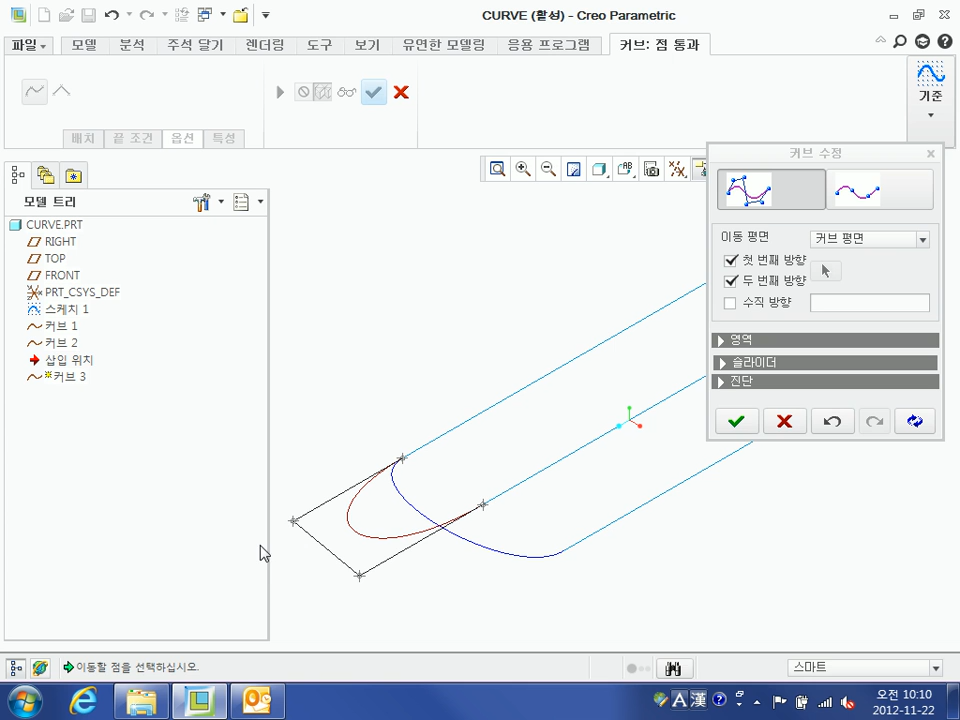 CURVE (활성) - Creo Parametric
파일 모델 분석 주석 달기 렌더링 도구 보기 유연한 모델링 응용 프로그램 커브: 점 통과
기준
배치 끝 조건 옵션 특성
커브 수정
모델 트리
CURVE.PRT
RIGHT
TOP
FRONT
PRT_CSYS_DEF
스케치 1
커브 1
커브 2
삽입 위치
커브 3
이동 평면 커브 평면
첫 번째 방향
두 번째 방향
수직 방향
영역
슬라이더
진단
이동할 점을 선택하십시오.
스마트
A 漢
오전 10:10
2012-11-22